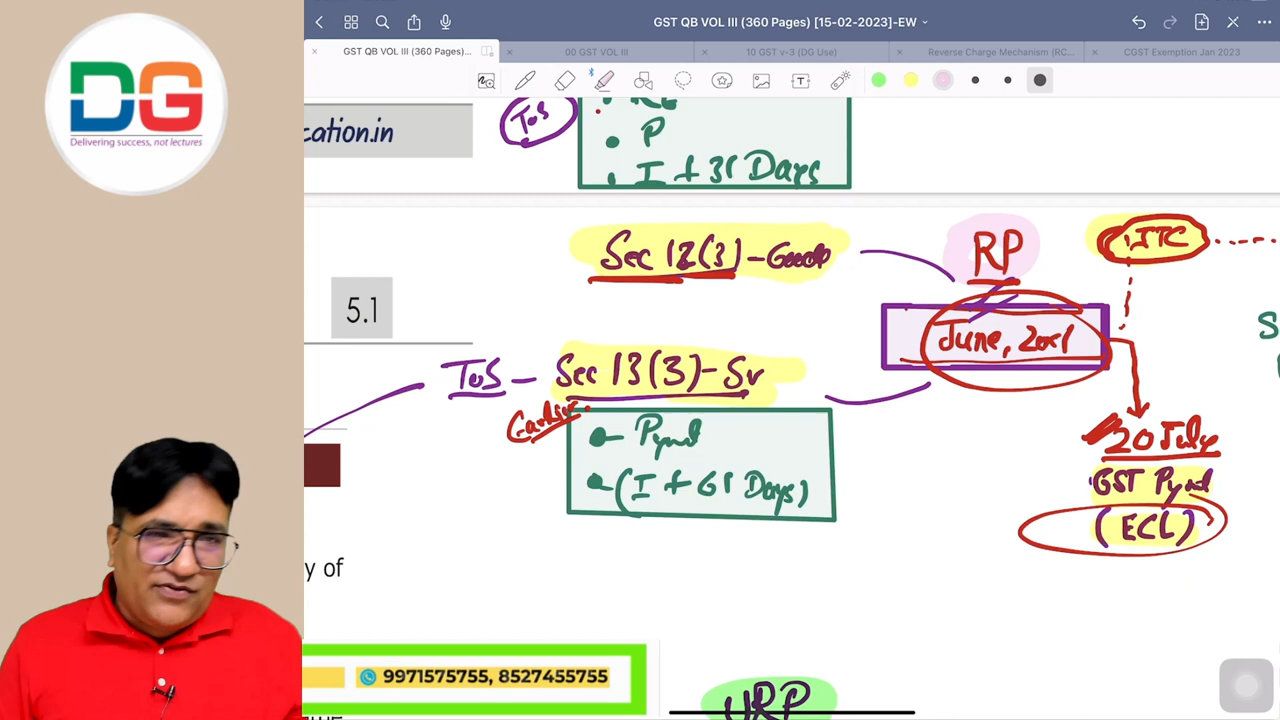 GST QB VOL III (360 Pages) [15-02-2023]-EW
GST QB VOL III (360 Pages)...
00 GST VOL III
10 GST v-3 (DG Use)
Reverse Charge Mechanism (RC...
CGST Exemption Jan 2023
DG
Delivering success, not lectures
cation.in
ToS
P
I + 31 Days
Sec 12(3) - Goods
RP
ITC
5.1
June, 2021
ToS - Sec 13(3) - Sr
Earlier
Pymt
(I + 61 Days)
20 July
GST Pymt
(ECL)
y of
9971575755, 8527455755
URP